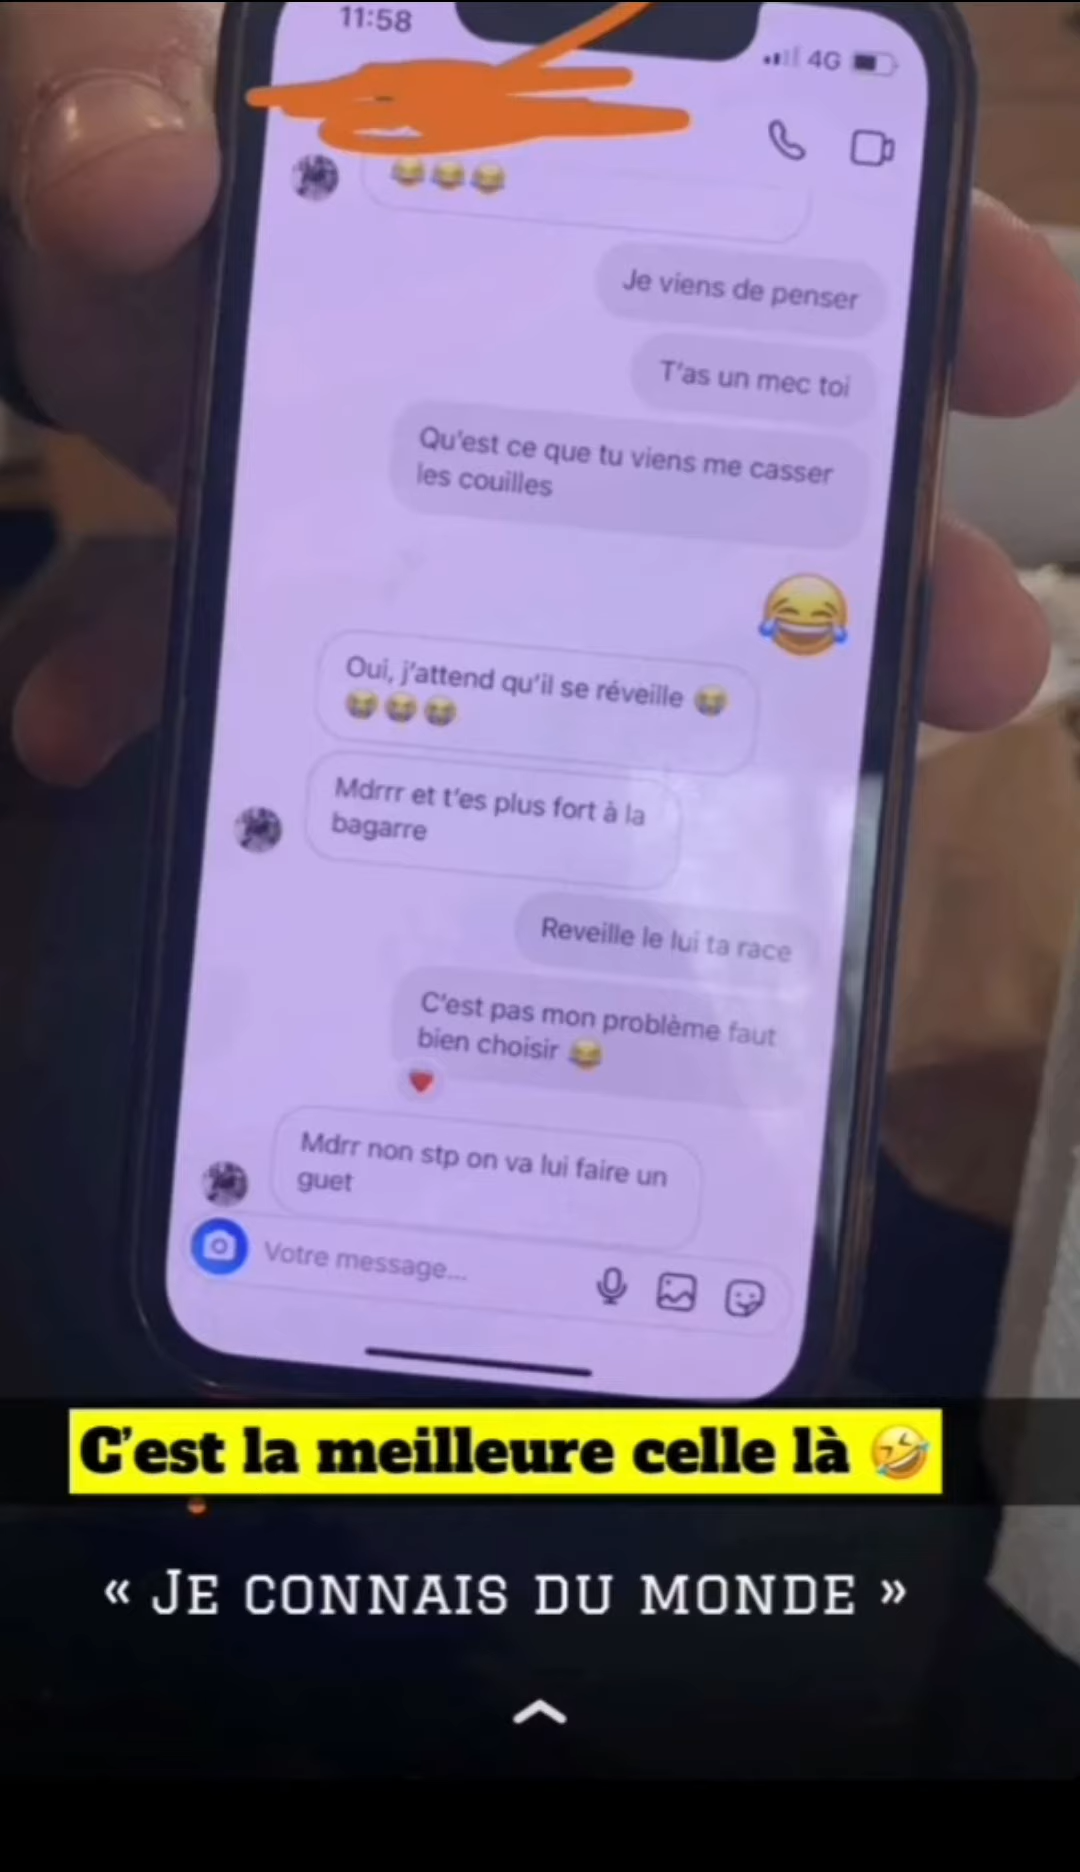 11:58
4G
😂😂😂
Je viens de penser
T'as un mec toi
Qu'est ce que tu viens me casser
les couilles
😂
Oui, j'attend qu'il se réveille 😭
😭😭😭
Mdrrr et t'es plus fort à la
bagarre
Reveille le lui ta race
C'est pas mon problème faut
bien choisir 😂
Mdrr non stp on va lui faire un
guet
Votre message...
C'est la meilleure celle là 🤣
« JE CONNAIS DU MONDE »